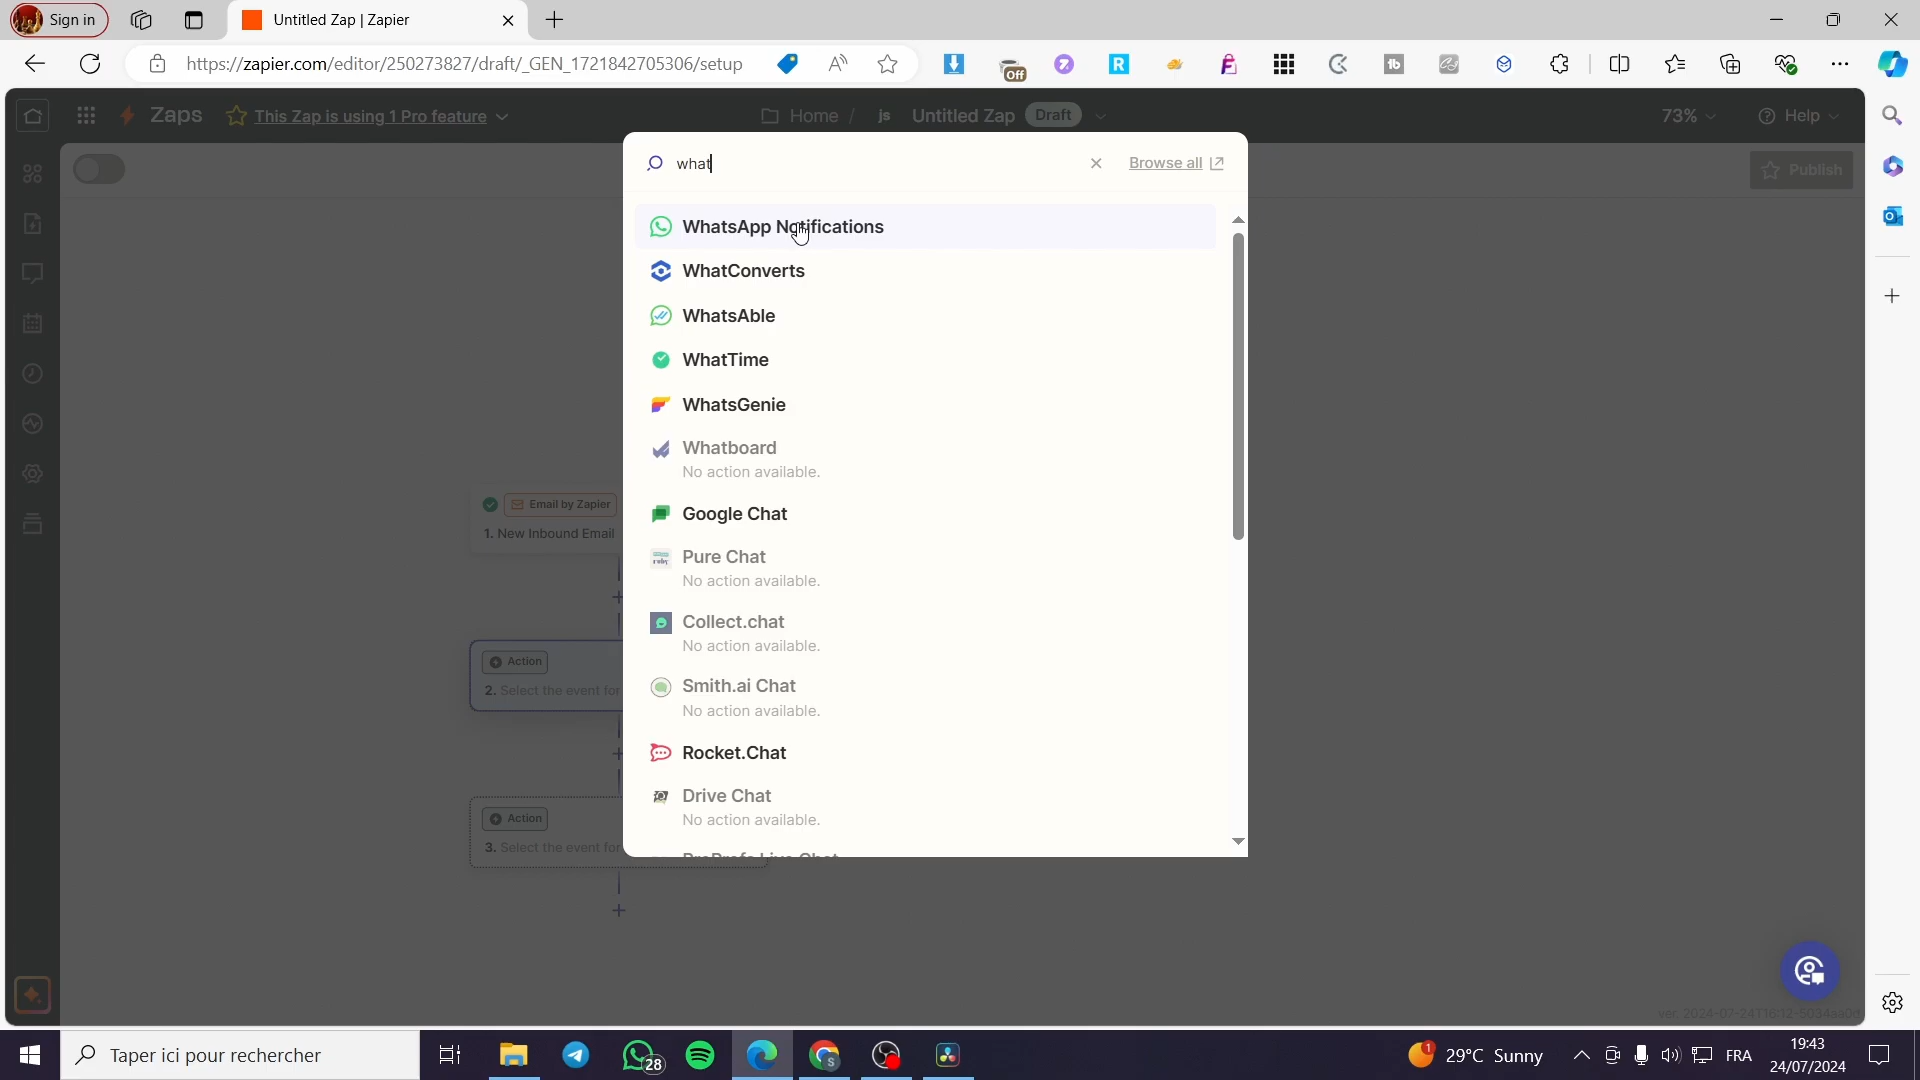 Sign in
Untitled Zap | Zapier
https://zapier.com/editor/250273827/draft/_GEN_1721842705306/setup
Off
Zaps
This Zap is using 1 Pro feature
Home / js Untitled Zap Draft
73%
Help
what
Browse all
Publish
WhatsApp Notifications
WhatConverts
WhatsAble
WhatTime
WhatsGenie
Whatboard
No action available.
Google Chat
Email by Zapier
1. New Inbound Email
Pure Chat
No action available.
Collect.chat
No action available.
Action
2. Select the event for
Smith.ai Chat
No action available.
Rocket.Chat
Drive Chat
No action available.
Action
3. Select the event for
Taper ici pour rechercher
28
1
29°C Sunny
FRA
19:43
24/07/2024